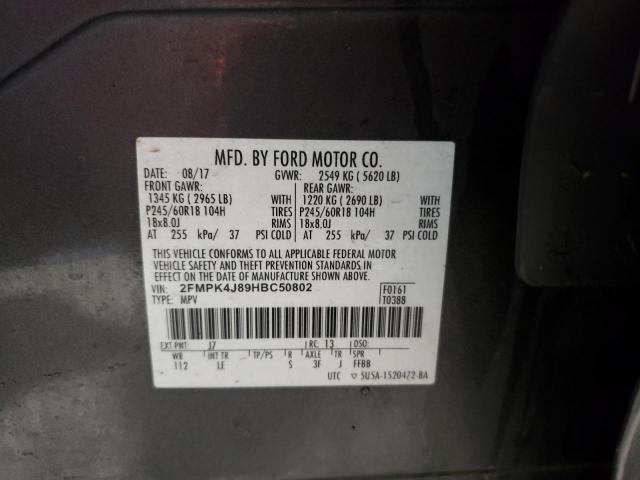 MFD. BY FORD MOTOR CO.
DATE: 08/17 GVWR: 2549 KG ( 5620 LB)
FRONT GAWR: REAR GAWR:
1345 KG ( 2965 LB) WITH 1220 KG ( 2690 LB) WITH
P245/60R18 104H TIRES P245/60R18 104H TIRES
18x8.0J RIMS 18x8.0J RIMS
AT 255 kPa/ 37 PSI COLD AT 255 kPa/ 37 PSI COLD
THIS VEHICLE CONFORMS TO ALL APPLICABLE FEDERAL MOTOR
VEHICLE SAFETY AND THEFT PREVENTION STANDARDS IN
EFFECT ON THE DATE OF MANUFACTURE SHOWN ABOVE.
VIN: 2FMPK4J89HBC50802 F0161
TYPE: MPV T0388
EXT PNT: J7 RC: 13 DSO:
WB INT TR TP/PS R AXLE TR SPR
112 LE S 3F J FFBB
UTC ▽ SU5A-1520472-BA